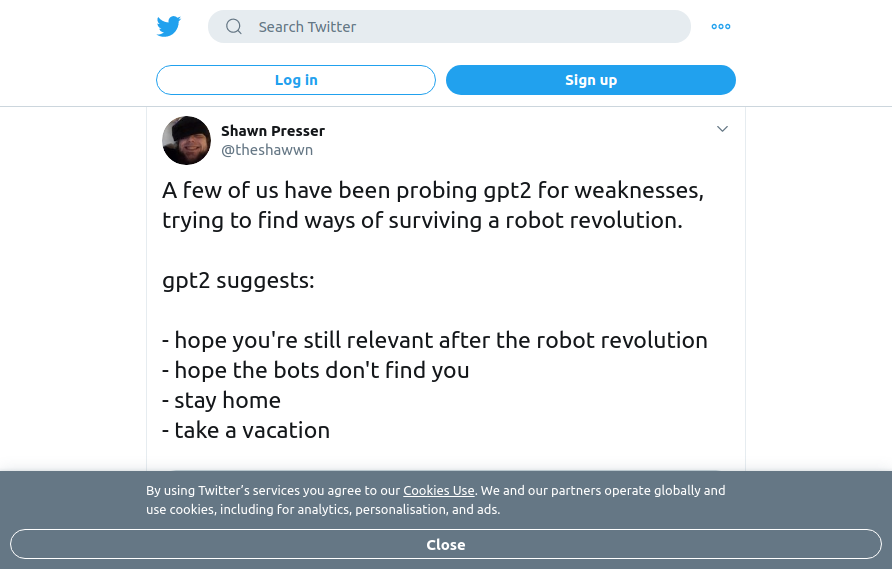 Search Twitter
Log in
Sign up
Shawn Presser
@theshawwn
A few of us have been probing gpt2 for weaknesses,
trying to find ways of surviving a robot revolution.
gpt2 suggests:
- hope you're still relevant after the robot revolution
- hope the bots don't find you
- stay home
- take a vacation
By using Twitter’s services you agree to our Cookies Use. We and our partners operate globally and
use cookies, including for analytics, personalisation, and ads.
Close